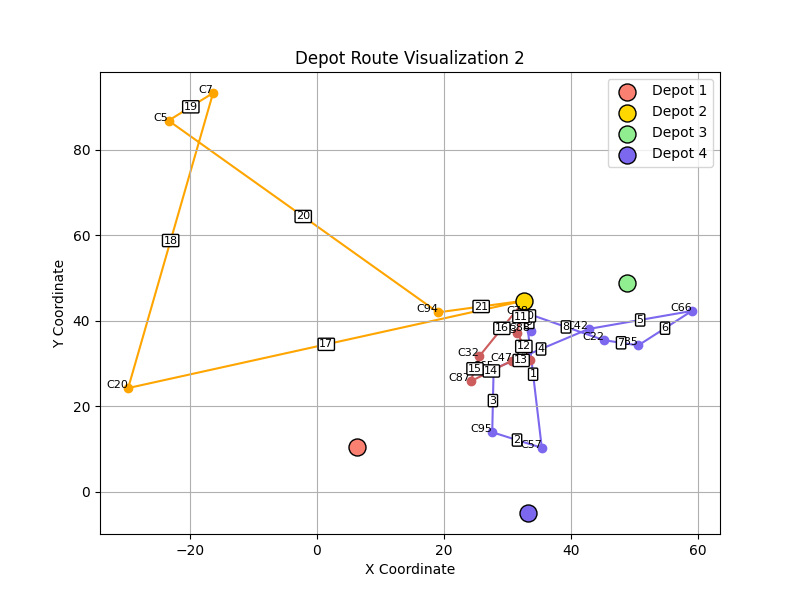 Depot Route Visualization 2
Depot 1
Depot 2
Depot 3
Depot 4
Y Coordinate
X Coordinate
80
60
40
20
0
−20
0
20
40
60
C7
19
C5
18
20
C94
21
17
C20
16
11
12
13
14
15
C32
C87
C47
4
1
3
2
C95
C57
8
C42
C22
7
C35
5
6
C66